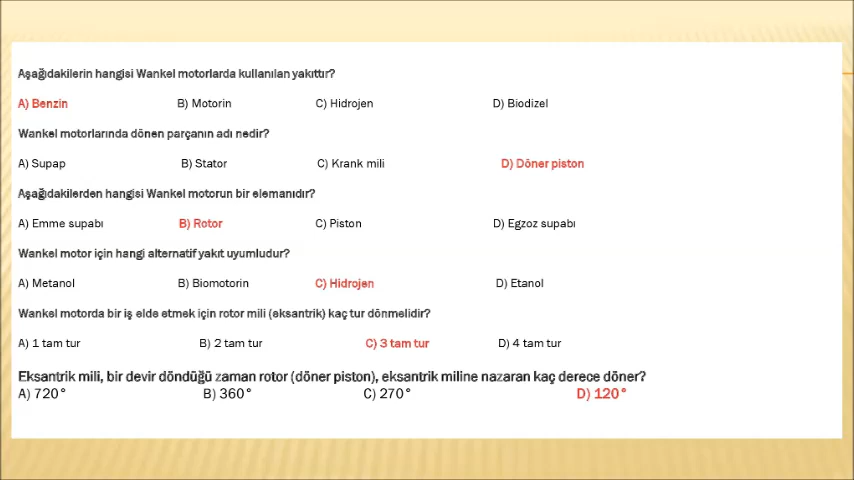 Aşağıdakilerin hangisi Wankel motorlarda kullanılan yakıttır?
A) Benzin B) Motorin C) Hidrojen D) Biodizel
Wankel motorlarında dönen parçanın adı nedir?
A) Supap B) Stator C) Krank mili D) Döner piston
Aşağıdakilerden hangisi Wankel motorun bir elemanıdır?
A) Emme supabı B) Rotor C) Piston D) Egzoz supabı
Wankel motor için hangi alternatif yakıt uyumludur?
A) Metanol B) Biomotorin C) Hidrojen D) Etanol
Wankel motorda bir iş elde etmek için rotor mili (eksantrik) kaç tur dönmelidir?
A) 1 tam tur B) 2 tam tur C) 3 tam tur D) 4 tam tur
Eksantrik mili, bir devir döndüğü zaman rotor (döner piston), eksantrik miline nazaran kaç derece döner?
A) 720° B) 360° C) 270° D) 120°